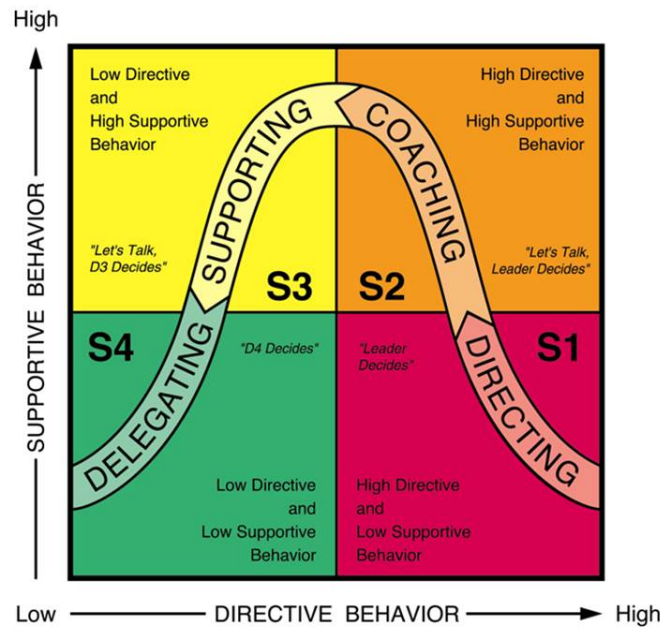 High
Low Directive
and
High Supportive
Behavior
High Directive
and
High Supportive
Behavior
SUPPORTING
COACHING
"Let's Talk,
D3 Decides"
"Let's Talk,
Leader Decides"
S3
S2
SUPPORTIVE BEHAVIOR
S4
"D4 Decides"
"Leader
Decides"
S1
DELEGATING
DIRECTING
Low Directive
and
Low Supportive
Behavior
High Directive
and
Low Supportive
Behavior
Low
DIRECTIVE BEHAVIOR
High